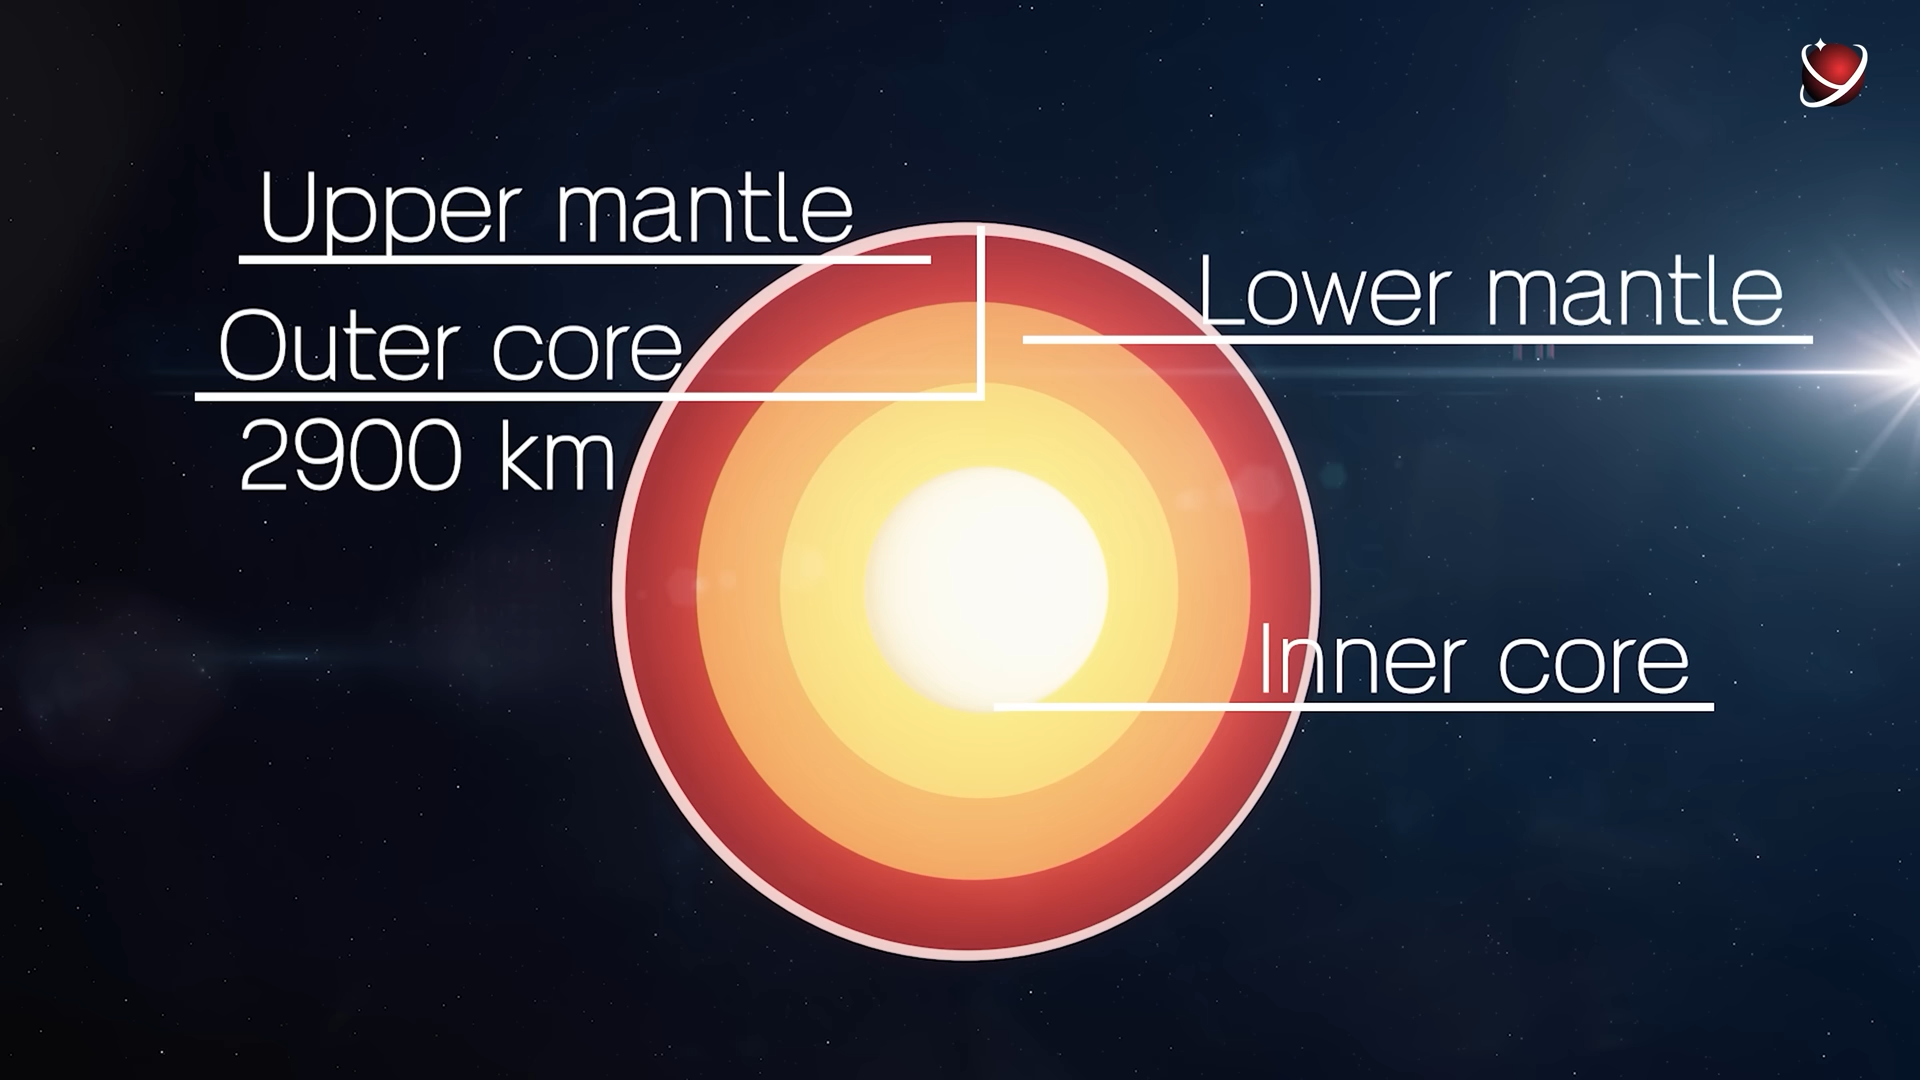 Upper mantle
Lower mantle
Outer core
2900 km
Inner core